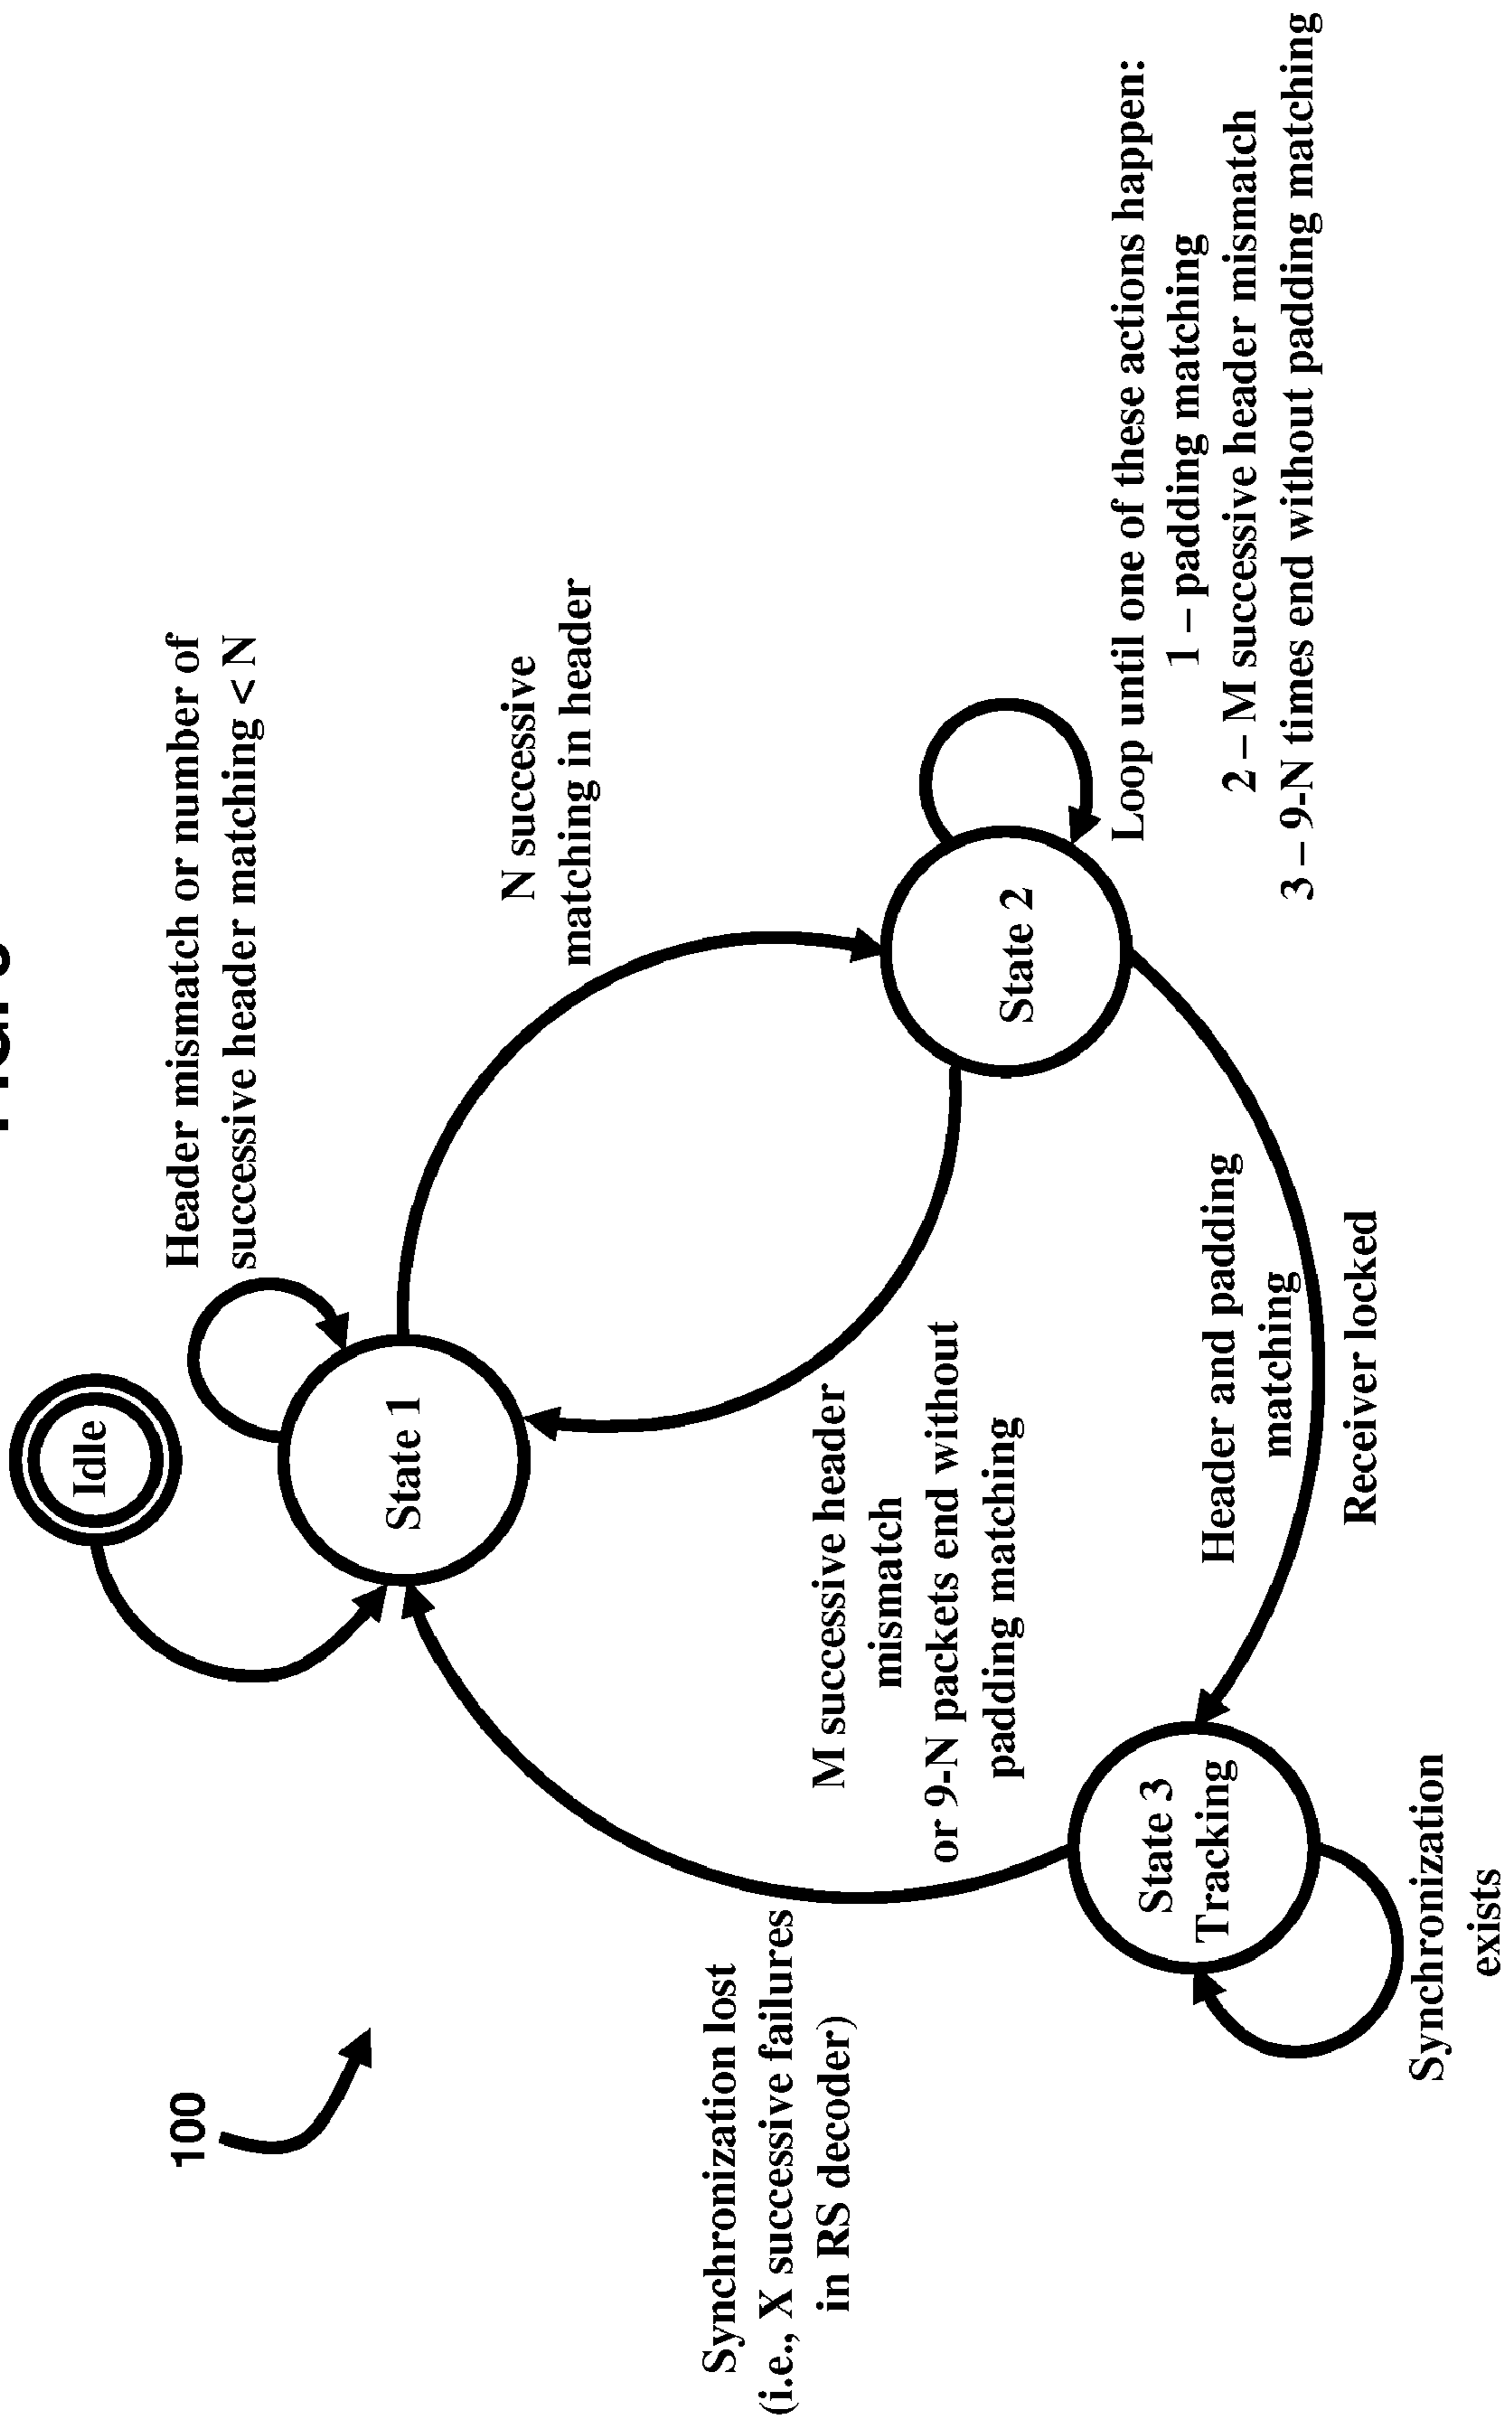 100
Idle
Header mismatch or number of
successive header matching < N
State 1
N successive
matching in header
State 2
Loop until one of these actions happen:
1 – padding matching
2 – M successive header mismatch
3 – 9-N times end without padding matching
M successive header
mismatch
or 9-N packets end without
padding matching
Synchronization lost
(i.e., X successive failures
in RS decoder)
Header and padding
matching
Receiver locked
State 3
Tracking
Synchronization
exists